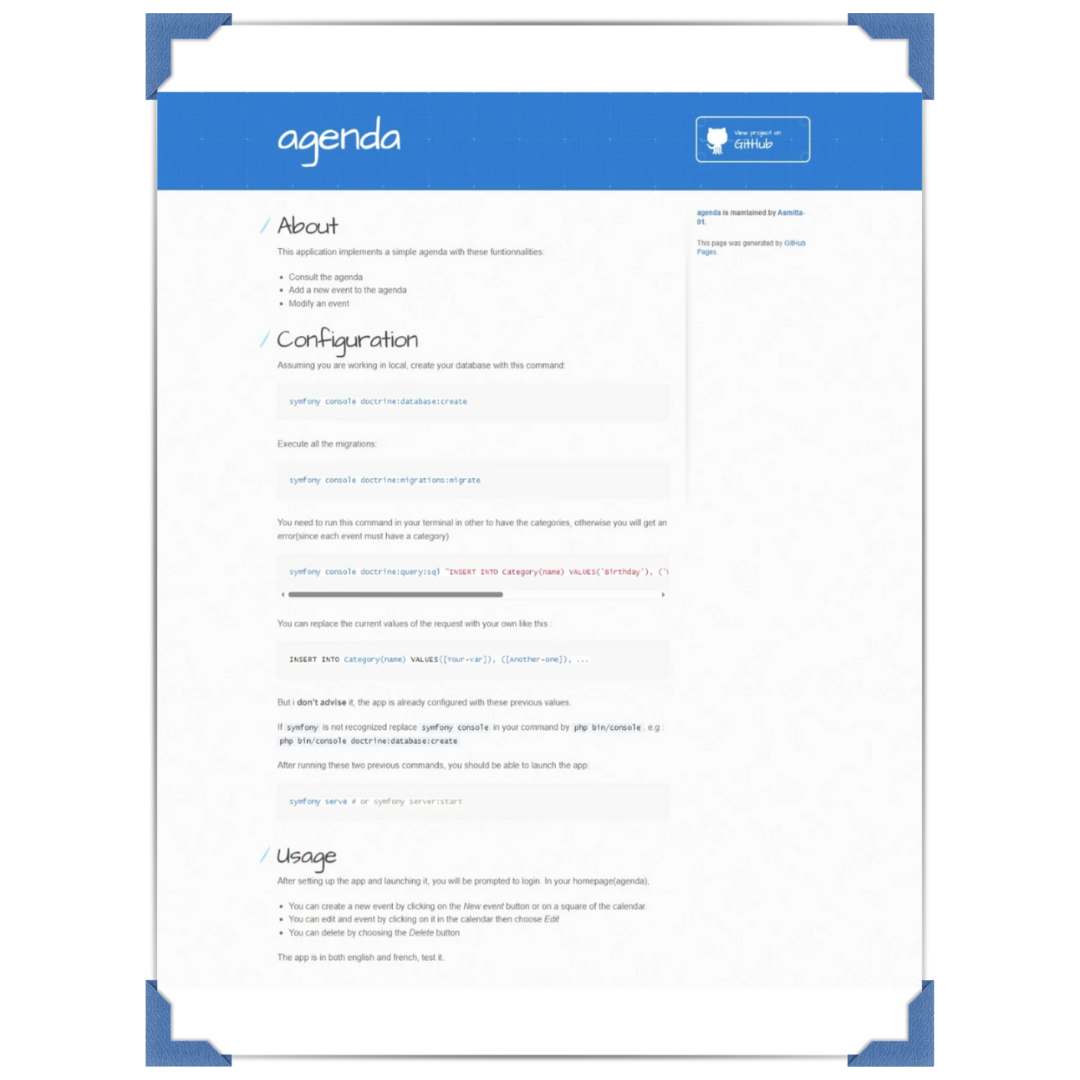 agenda
View project on
GitHub
About
This application implements a simple agenda with these funtionnalities:
Consult the agenda
Add a new event to the agenda
Modify an event
Configuration
Assuming you are working in local, create your database with this command:
symfony console doctrine:database:create
Execute all the migrations:
symfony console doctrine:migrations:migrate
You need to run this command in your terminal in other to have the categories, otherwise you will get an
error(since each event must have a category)
symfony console doctrine:query:sql "INSERT INTO Category(name) VALUES('Birthday'), ('
You can replace the current values of the request with your own like this :
INSERT INTO Category(name) VALUES([Your-var]), ([Another-one]), ...
But i don't advise it, the app is already configured with these previous values.
If symfony is not recognized replace symfony console in your command by php bin/console. e.g :
php bin/console doctrine:database:create
After running these two previous commands, you should be able to launch the app:
symfony serve # or symfony server:start
Usage
After setting up the app and launching it, you will be prompted to login. In your homepage(agenda),
You can create a new event by clicking on the New event button or on a square of the calendar.
You can edit and event by clicking on it in the calendar then choose Edit
You can delete by choosing the Delete button
The app is in both english and french, test it.
agenda is maintained by Asmitta-
01.
This page was generated by GitHub
Pages.